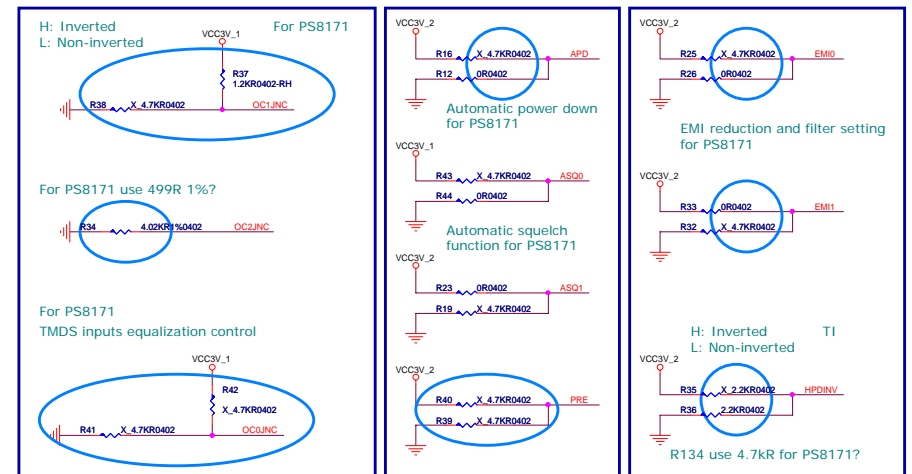 H: Inverted
L: Non-inverted
For PS8171
VCC3V_1
R37
1.2KR0402-RH
R38
X_4.7KR0402
OC1JNC
For PS8171 use 499R 1%?
R34
4.02KR1%0402
OC2JNC
For PS8171
TMDS inputs equalization control
VCC3V_1
R42
X_4.7KR0402
R41
X_4.7KR0402
OC0JNC
VCC3V_2
R16
X_4.7KR0402
APD
R12
0R0402
Automatic power down
for PS8171
VCC3V_1
R43
X_4.7KR0402
ASQ0
R44
0R0402
Automatic squelch
function for PS8171
VCC3V_2
R23
0R0402
ASQ1
R19
X_4.7KR0402
VCC3V_2
R40
X_4.7KR0402
PRE
R39
X_4.7KR0402
VCC3V_2
R25
X_4.7KR0402
EMI0
R26
0R0402
EMI reduction and filter setting
for PS8171
VCC3V_2
R33
0R0402
EMI1
R32
X_4.7KR0402
H: Inverted
TI
L: Non-inverted
VCC3V_2
R35
X_2.2KR0402
HPDINV
R36
2.2KR0402
R134 use 4.7kR for PS8171?